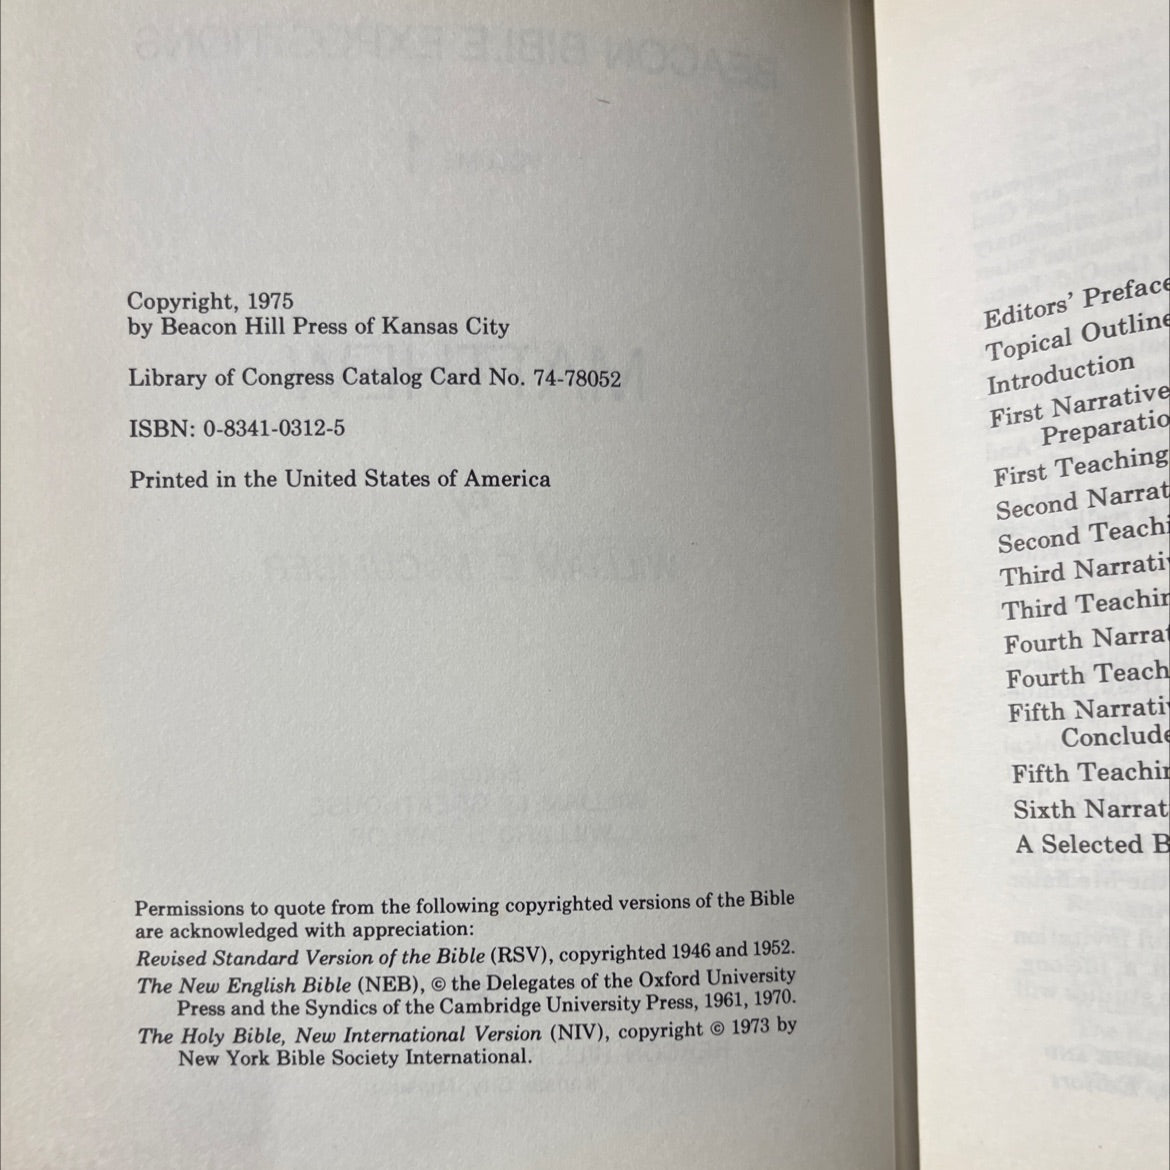 Copyright, 1975
by Beacon Hill Press of Kansas City
Library of Congress Catalog Card No. 74-78052
ISBN: 0-8341-0312-5
Printed in the United States of America
Permissions to quote from the following copyrighted versions of the Bible
are acknowledged with appreciation:
Revised Standard Version of the Bible (RSV), copyrighted 1946 and 1952.
The New English Bible (NEB), © the Delegates of the Oxford University
Press and the Syndics of the Cambridge University Press, 1961, 1970.
The Holy Bible, New International Version (NIV), copyright © 1973 by
New York Bible Society International.
Editors' Preface
Topical Outline
Introduction
First Narrative
Preparatio
First Teaching
Second Narrat
Second Teachi
Third Narrativ
Third Teachin
Fourth Narrat
Fourth Teach
Fifth Narrativ
Conclude
Fifth Teachin
Sixth Narrat
A Selected B